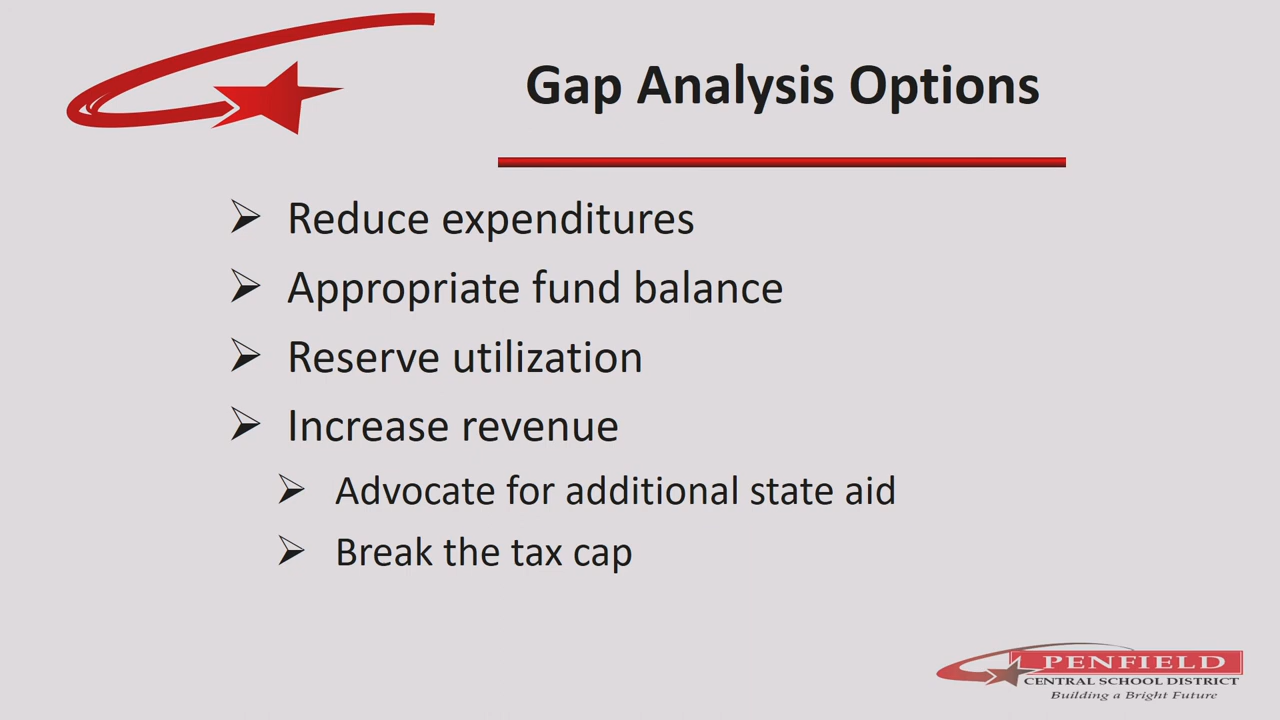 Gap Analysis Options
Reduce expenditures
Appropriate fund balance
Reserve utilization
Increase revenue
Advocate for additional state aid
Break the tax cap
PENFIELD
CENTRAL SCHOOL DISTRICT
Building a Bright Future